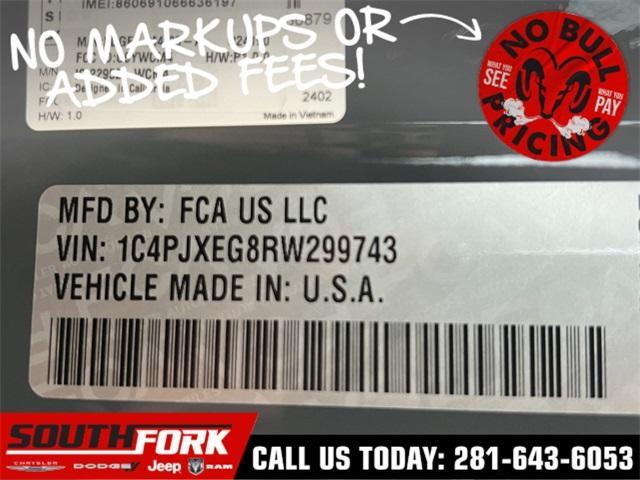 IMEI:860691066636197
NO MARKUPS OR
ADDED FEES!
NO BULL
PRICING
WHAT YOU
SEE
WHAT YOU
PAY
2402
H/W: 1.0
Made in Vietnam
MFD BY: FCA US LLC
VIN: 1C4PJXEG8RW299743
VEHICLE MADE IN: U.S.A.
SOUTHFORK
CHRYSLER DODGE Jeep RAM
CALL US TODAY: 281-643-6053